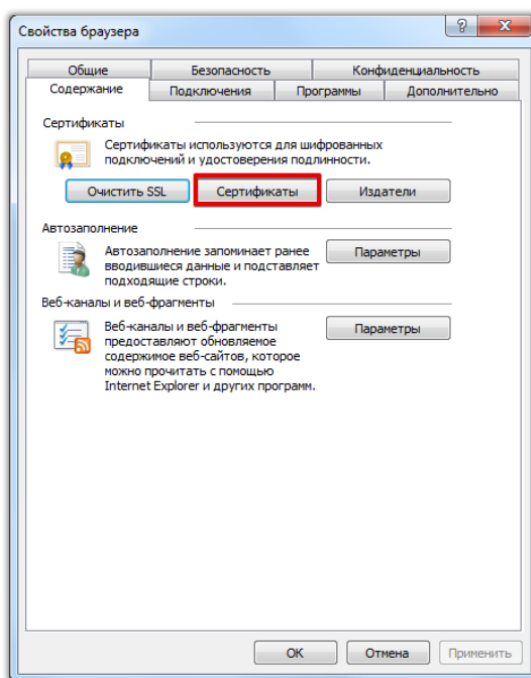 Свойства браузера
Общие Безопасность Конфиденциальность
Содержание Подключения Программы Дополнительно
Сертификаты
Сертификаты используются для шифрованных
подключений и удостоверения подлинности.
Очистить SSL Сертификаты Издатели
Автозаполнение
Автозаполнение запоминает ранее
вводившиеся данные и подставляет
подходящие строки.
Параметры
Веб-каналы и веб-фрагменты
Веб-каналы и веб-фрагменты
предоставляют обновляемое
содержимое веб-сайтов, которое
можно прочитать с помощью
Internet Explorer и других программ.
Параметры
ОК Отмена Применить